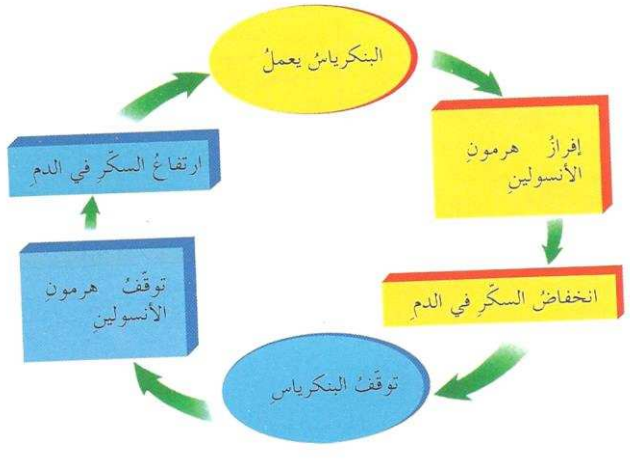 البنكرياسُ يعملُ
إفرازُ هرمونِ
الأنسولينِ
انخفاضُ السكّرِ في الدمِ
توقّفُ البنكرياسِ
توقّفُ هرمونِ
الأنسولينِ
ارتفاعُ السكّرِ في الدمِ